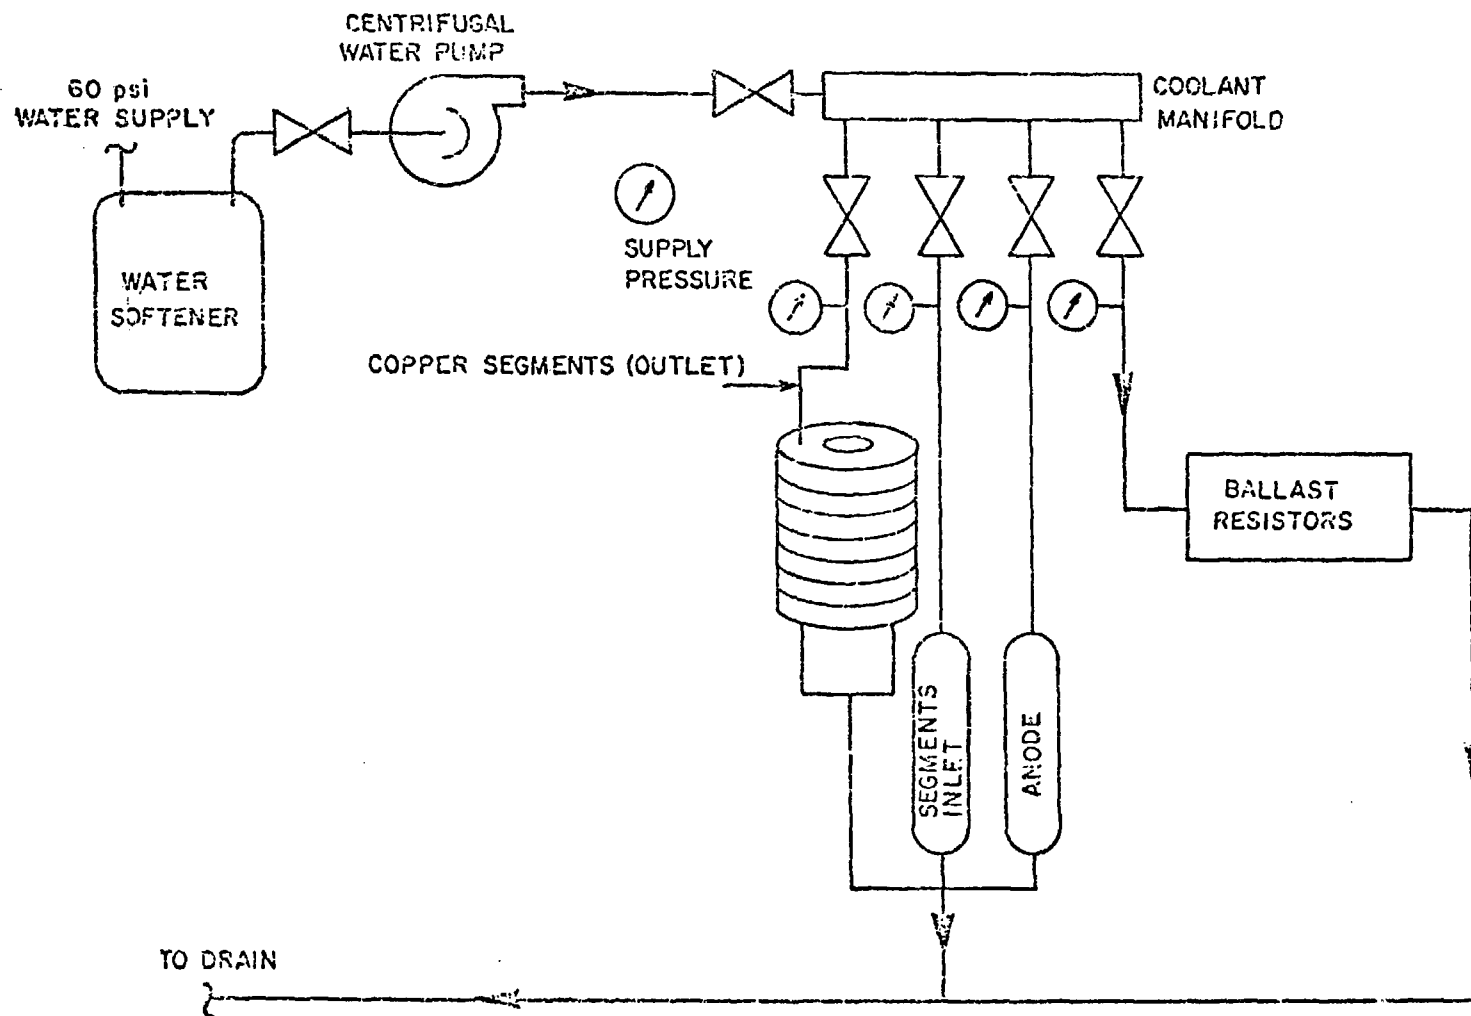 CENTRIFUGAL
WATER PUMP
60 psi
WATER SUPPLY
COOLANT
MANIFOLD
SUPPLY
PRESSURE
WATER
SOFTENER
COPPER SEGMENTS (OUTLET)
BALLAST
RESISTORS
SEGMENTS
INLET
ANODE
TO DRAIN